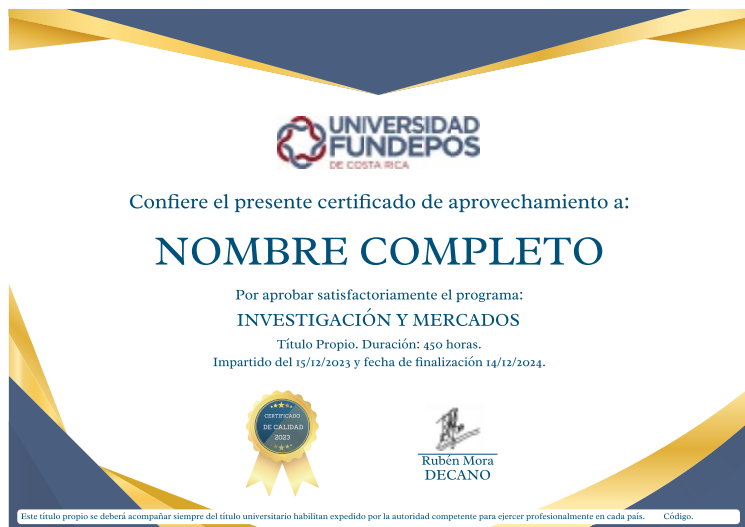 UNIVERSIDAD
FUNDEPOS
DE COSTA RICA
Confiere el presente certificado de aprovechamiento a:
NOMBRE COMPLETO
Por aprobar satisfactoriamente el programa:
INVESTIGACIÓN Y MERCADOS
Título Propio. Duración: 450 horas.
Impartido del 15/12/2023 y fecha de finalización 14/12/2024.
CERTIFICADO
DE CALIDAD
2023
Rubén Mora
DECANO
Este título propio se deberá acompañar siempre del título universitario habilitan expedido por la autoridad competente para ejercer profesionalmente en cada país. Código.